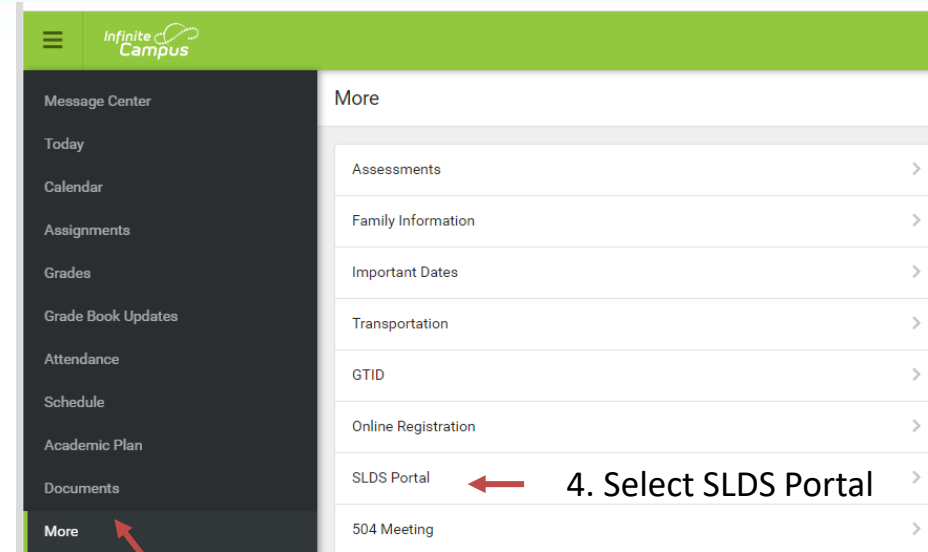 Infinite
Campus
Message Center
Today
Calendar
Assignments
Grades
Grade Book Updates
Attendance
Schedule
Academic Plan
Documents
More
More
Assessments
Family Information
Important Dates
Transportation
GTID
Online Registration
SLDS Portal
4. Select SLDS Portal
504 Meeting